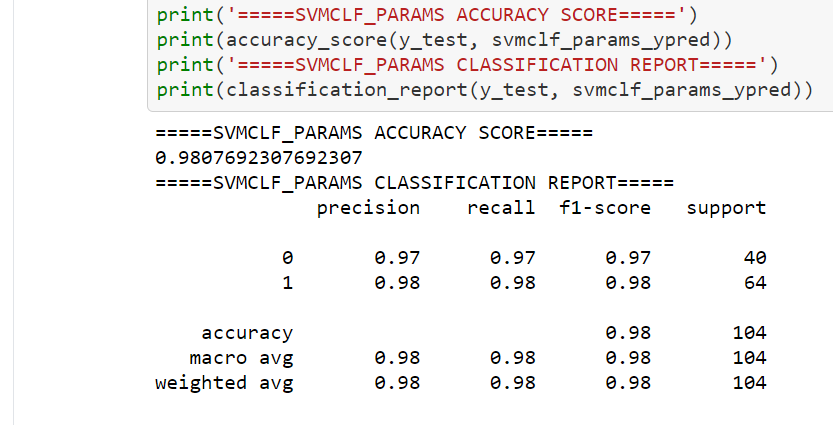 print('=====SVMCLF_PARAMS ACCURACY SCORE=====')
print(accuracy_score(y_test, svmclf_params_ypred))
print('=====SVMCLF_PARAMS CLASSIFICATION REPORT=====')
print(classification_report(y_test, svmclf_params_ypred))
=====SVMCLF_PARAMS ACCURACY SCORE=====
0.9807692307692307
=====SVMCLF_PARAMS CLASSIFICATION REPORT=====
precision recall f1-score support
0 0.97 0.97 0.97 40
1 0.98 0.98 0.98 64
accuracy 0.98 104
macro avg 0.98 0.98 0.98 104
weighted avg 0.98 0.98 0.98 104